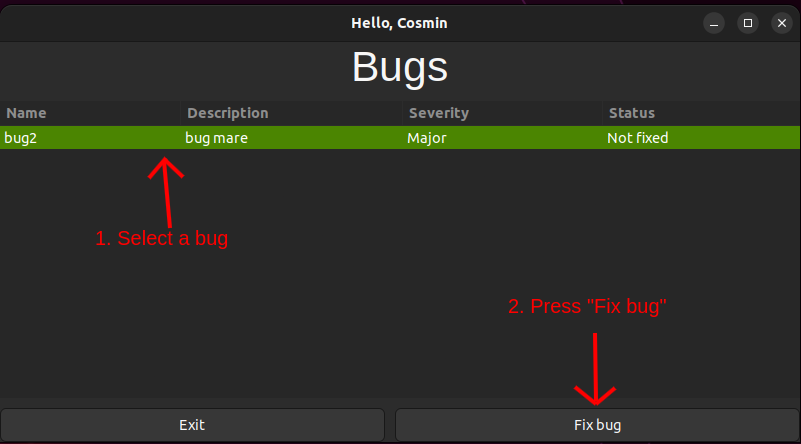 Hello, Cosmin
Bugs
Name Description Severity Status
bug2 bug mare Major Not fixed
1. Select a bug
2. Press "Fix bug"
Exit Fix bug